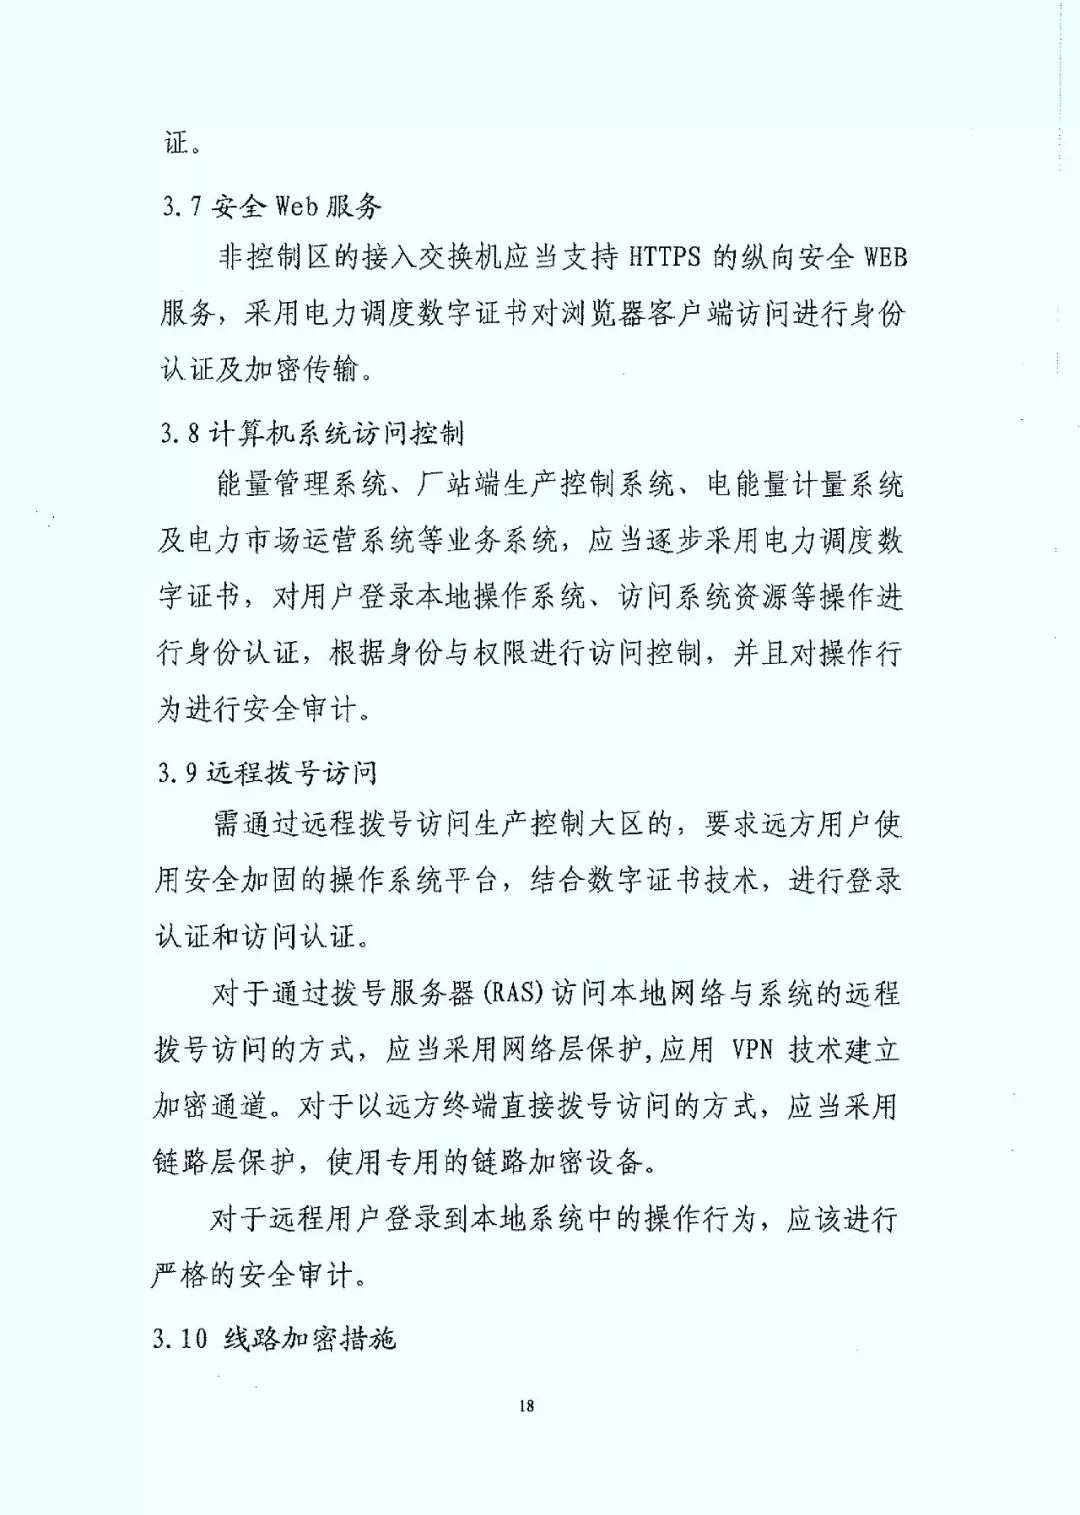 证。
3.7 安全 Web 服务
非控制区的接入交换机应当支持 HTTPS 的纵向安全 WEB
服务，采用电力调度数字证书对浏览器客户端访问进行身份
认证及加密传输。
3.8 计算机系统访问控制
能量管理系统、厂站端生产控制系统、电能量计量系统
及电力市场运营系统等业务系统，应当逐步采用电力调度数
字证书，对用户登录本地操作系统、访问系统资源等操作进
行身份认证，根据身份与权限进行访问控制，并且对操作行
为进行安全审计。
3.9 远程拨号访问
需通过远程拨号访问生产控制大区的，要求远方用户使
用安全加固的操作系统平台，结合数字证书技术，进行登录
认证和访问认证。
对于通过拨号服务器(RAS)访问本地网络与系统的远程
拨号访问的方式，应当采用网络层保护,应用 VPN 技术建立
加密通道。对于以远方终端直接拨号访问的方式，应当采用
链路层保护，使用专用的链路加密设备。
对于远程用户登录到本地系统中的操作行为，应该进行
严格的安全审计。
3.10 线路加密措施
18